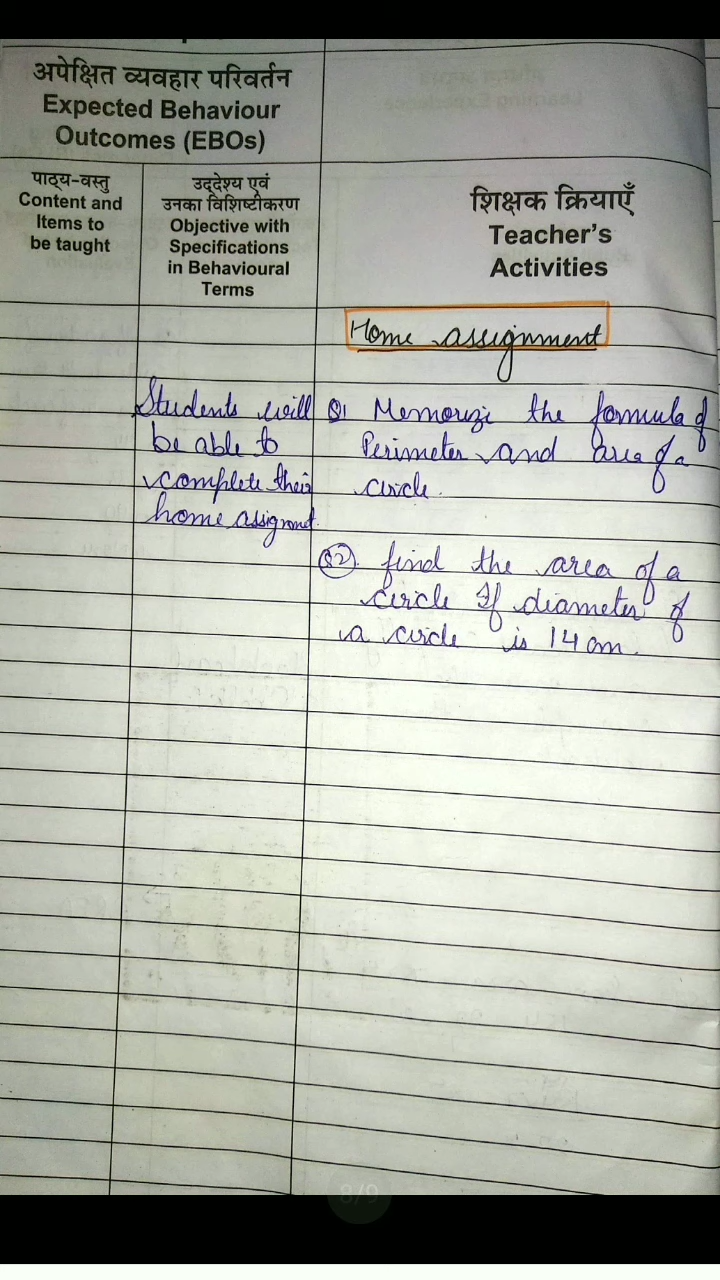 अपेक्षित व्यवहार परिवर्तन
Expected Behaviour
Outcomes (EBOs)
पाठ्य-वस्तु
Content and
Items to
be taught
उद्देश्य एवं
उनका विशिष्टीकरण
Objective with
Specifications
in Behavioural
Terms
शिक्षक क्रियाएँ
Teacher's
Activities
Home assignment
Students will
be able to
complete their
home assignment.
Q1 Memorize the formula of
Perimeter and area of a
circle.
Q2). find the area of a
circle If diameter of
a circle is 14 cm.
8/9